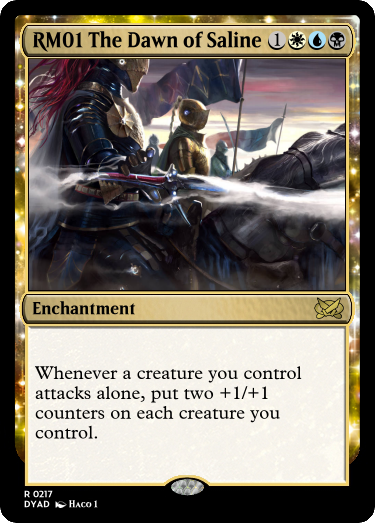 RM01 The Dawn of Saline 1
Enchantment
Whenever a creature you control
attacks alone, put two +1/+1
counters on each creature you
control.
R 0217
DYAD Haco 1